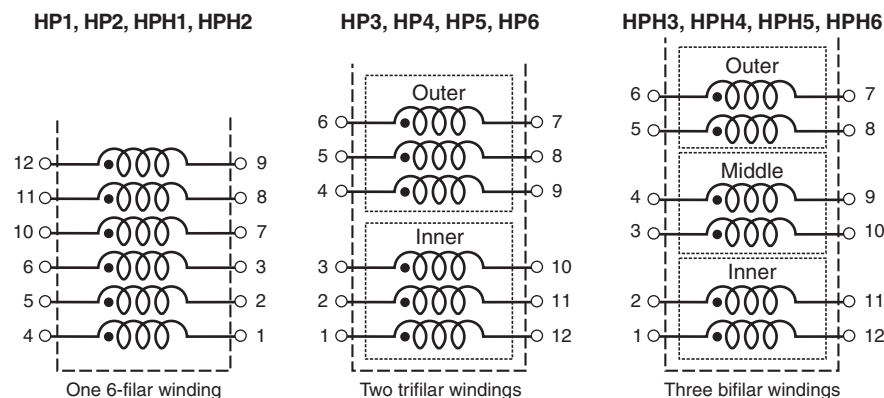 HP1, HP2, HPH1, HPH2
12 9
11 8
10 7
6 3
5 2
4 1
One 6-filar winding
HP3, HP4, HP5, HP6
Outer
6 7
5 8
4 9
Inner
3 10
2 11
1 12
Two trifilar windings
HPH3, HPH4, HPH5, HPH6
Outer
6 7
5 8
Middle
4 9
3 10
Inner
2 11
1 12
Three bifilar windings